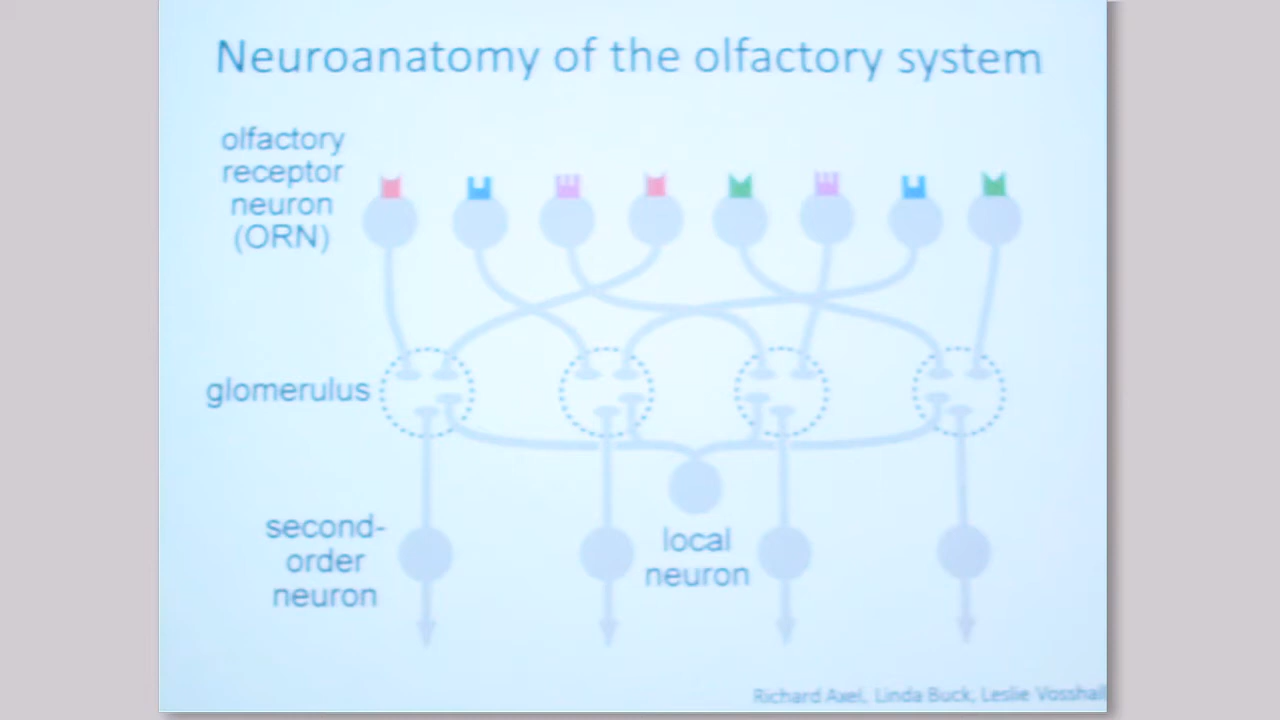 Neuroanatomy of the olfactory system
olfactory
receptor
neuron
(ORN)
glomerulus
second-
order
neuron
local
neuron
Richard Axel, Linda Buck, Leslie Vosshall